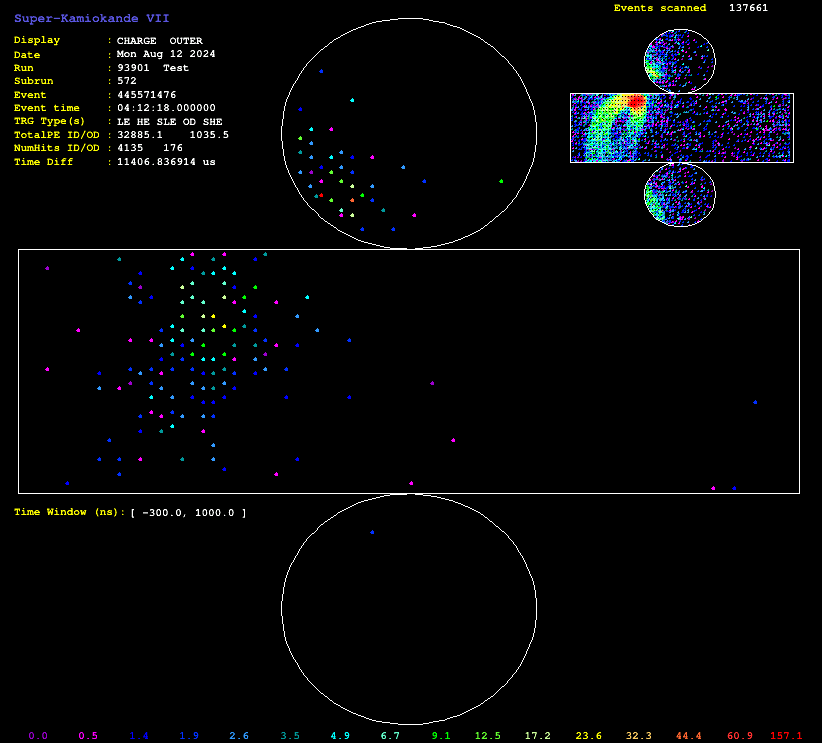 Super-Kamiokande VII
Events scanned 137661
Display : CHARGE OUTER
Date : Mon Aug 12 2024
Run : 93901 Test
Subrun : 572
Event : 445571476
Event time : 04:12:18.000000
TRG Type(s) : LE HE SLE OD SHE
TotalPE ID/OD : 32885.1 1035.5
NumHits ID/OD : 4135 176
Time Diff : 11406.836914 us
Time Window (ns): [ -300.0, 1000.0 ]
0.0 0.5 1.4 1.9 2.6 3.5 4.9 6.7 9.1 12.5 17.2 23.6 32.3 44.4 60.9 157.1